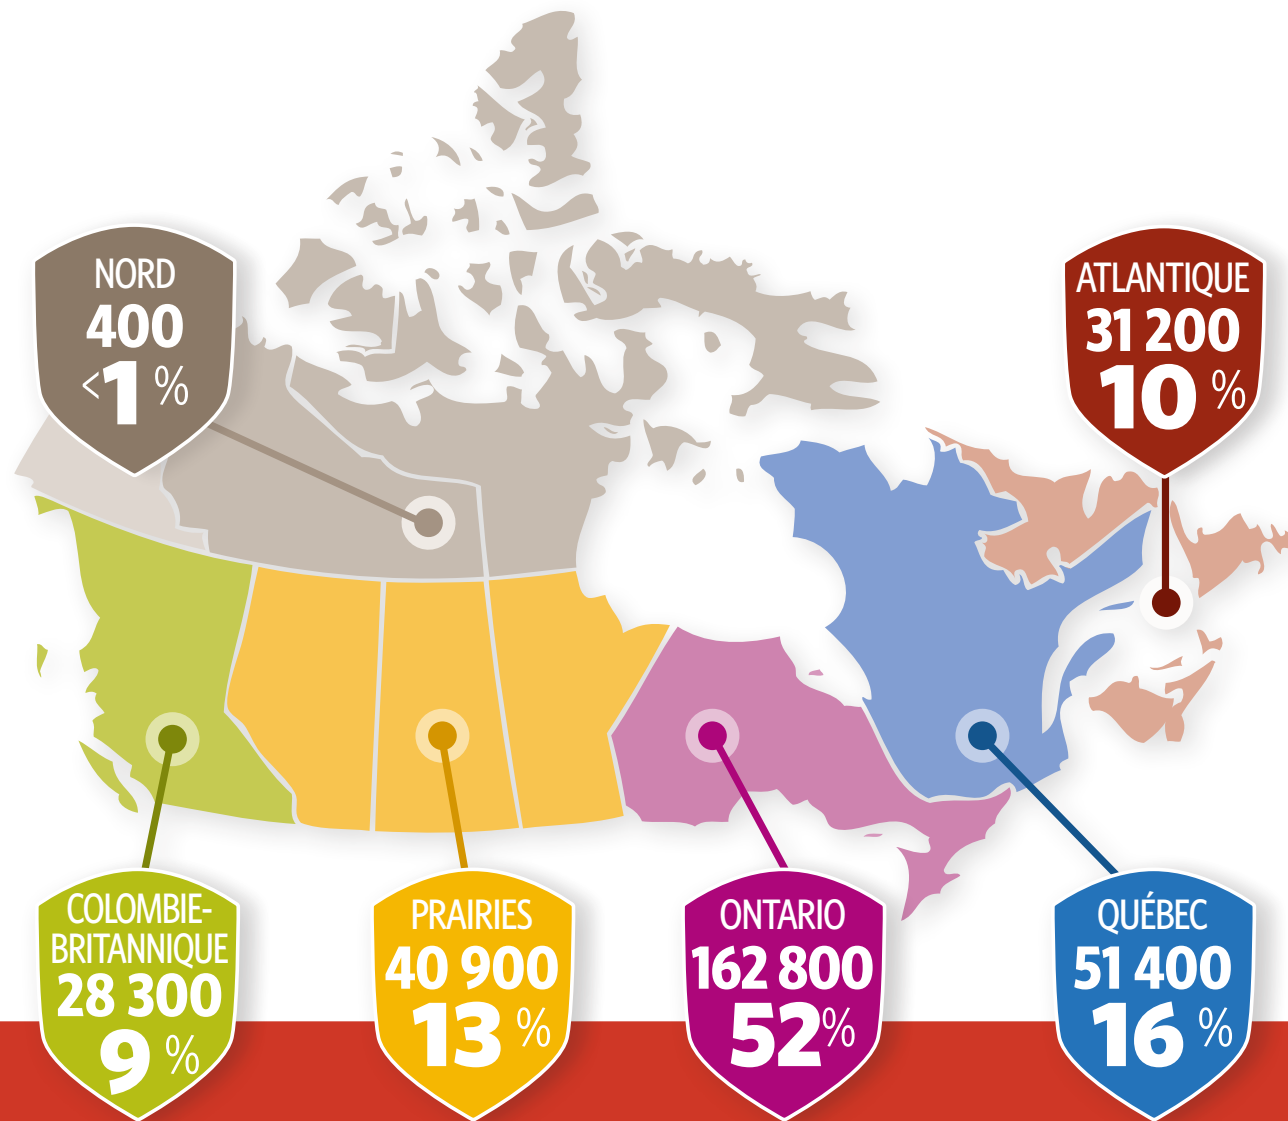 NORD
400
<1 %
ATLANTIQUE
31 200
10 %
COLOMBIE-
BRITANNIQUE
28 300
9 %
PRAIRIES
40 900
13 %
ONTARIO
162 800
52%
QUÉBEC
51 400
16 %